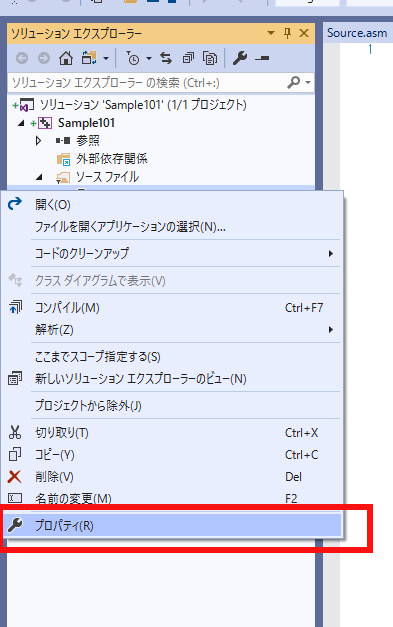 ソリューション エクスプローラー
Source.asm
1
ソリューション エクスプローラー の検索 (Ctrl+;)
ソリューション 'Sample101' (1/1 プロジェクト)
Sample101
参照
外部依存関係
ソース ファイル
開く(O)
ファイルを開くアプリケーションの選択(N)...
コードのクリーンアップ
クラス ダイアグラムで表示(V)
コンパイル(M) Ctrl+F7
解析(Z)
ここまでスコープ指定する(S)
新しいソリューション エクスプローラーのビュー(N)
プロジェクトから除外(J)
切り取り(T) Ctrl+X
コピー(Y) Ctrl+C
削除(V) Del
名前の変更(M) F2
プロパティ(R)